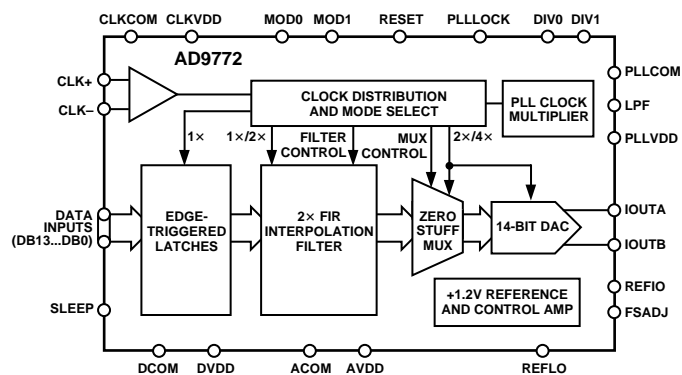 CLKCOM CLKVDD MOD0 MOD1 RESET PLLLOCK DIV0 DIV1
AD9772
CLK+
CLK–
CLOCK DISTRIBUTION
AND MODE SELECT
PLL CLOCK
MULTIPLIER
PLLCOM
LPF
PLLVDD
1×
1×/2×
FILTER
CONTROL
MUX
CONTROL
2×/4×
DATA
INPUTS
(DB13...DB0)
EDGE-
TRIGGERED
LATCHES
2× FIR
INTERPOLATION
FILTER
ZERO
STUFF
MUX
14-BIT DAC
IOUTA
IOUTB
SLEEP
+1.2V REFERENCE
AND CONTROL AMP
REFIO
FSADJ
DCOM DVDD ACOM AVDD REFLO